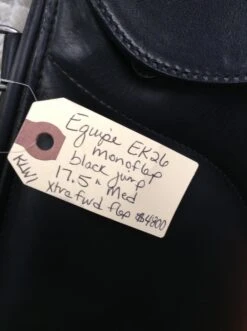 Equipe EK26
monoflap
black jump
17.5" med
Xtra fwd flap $4800
KLW1